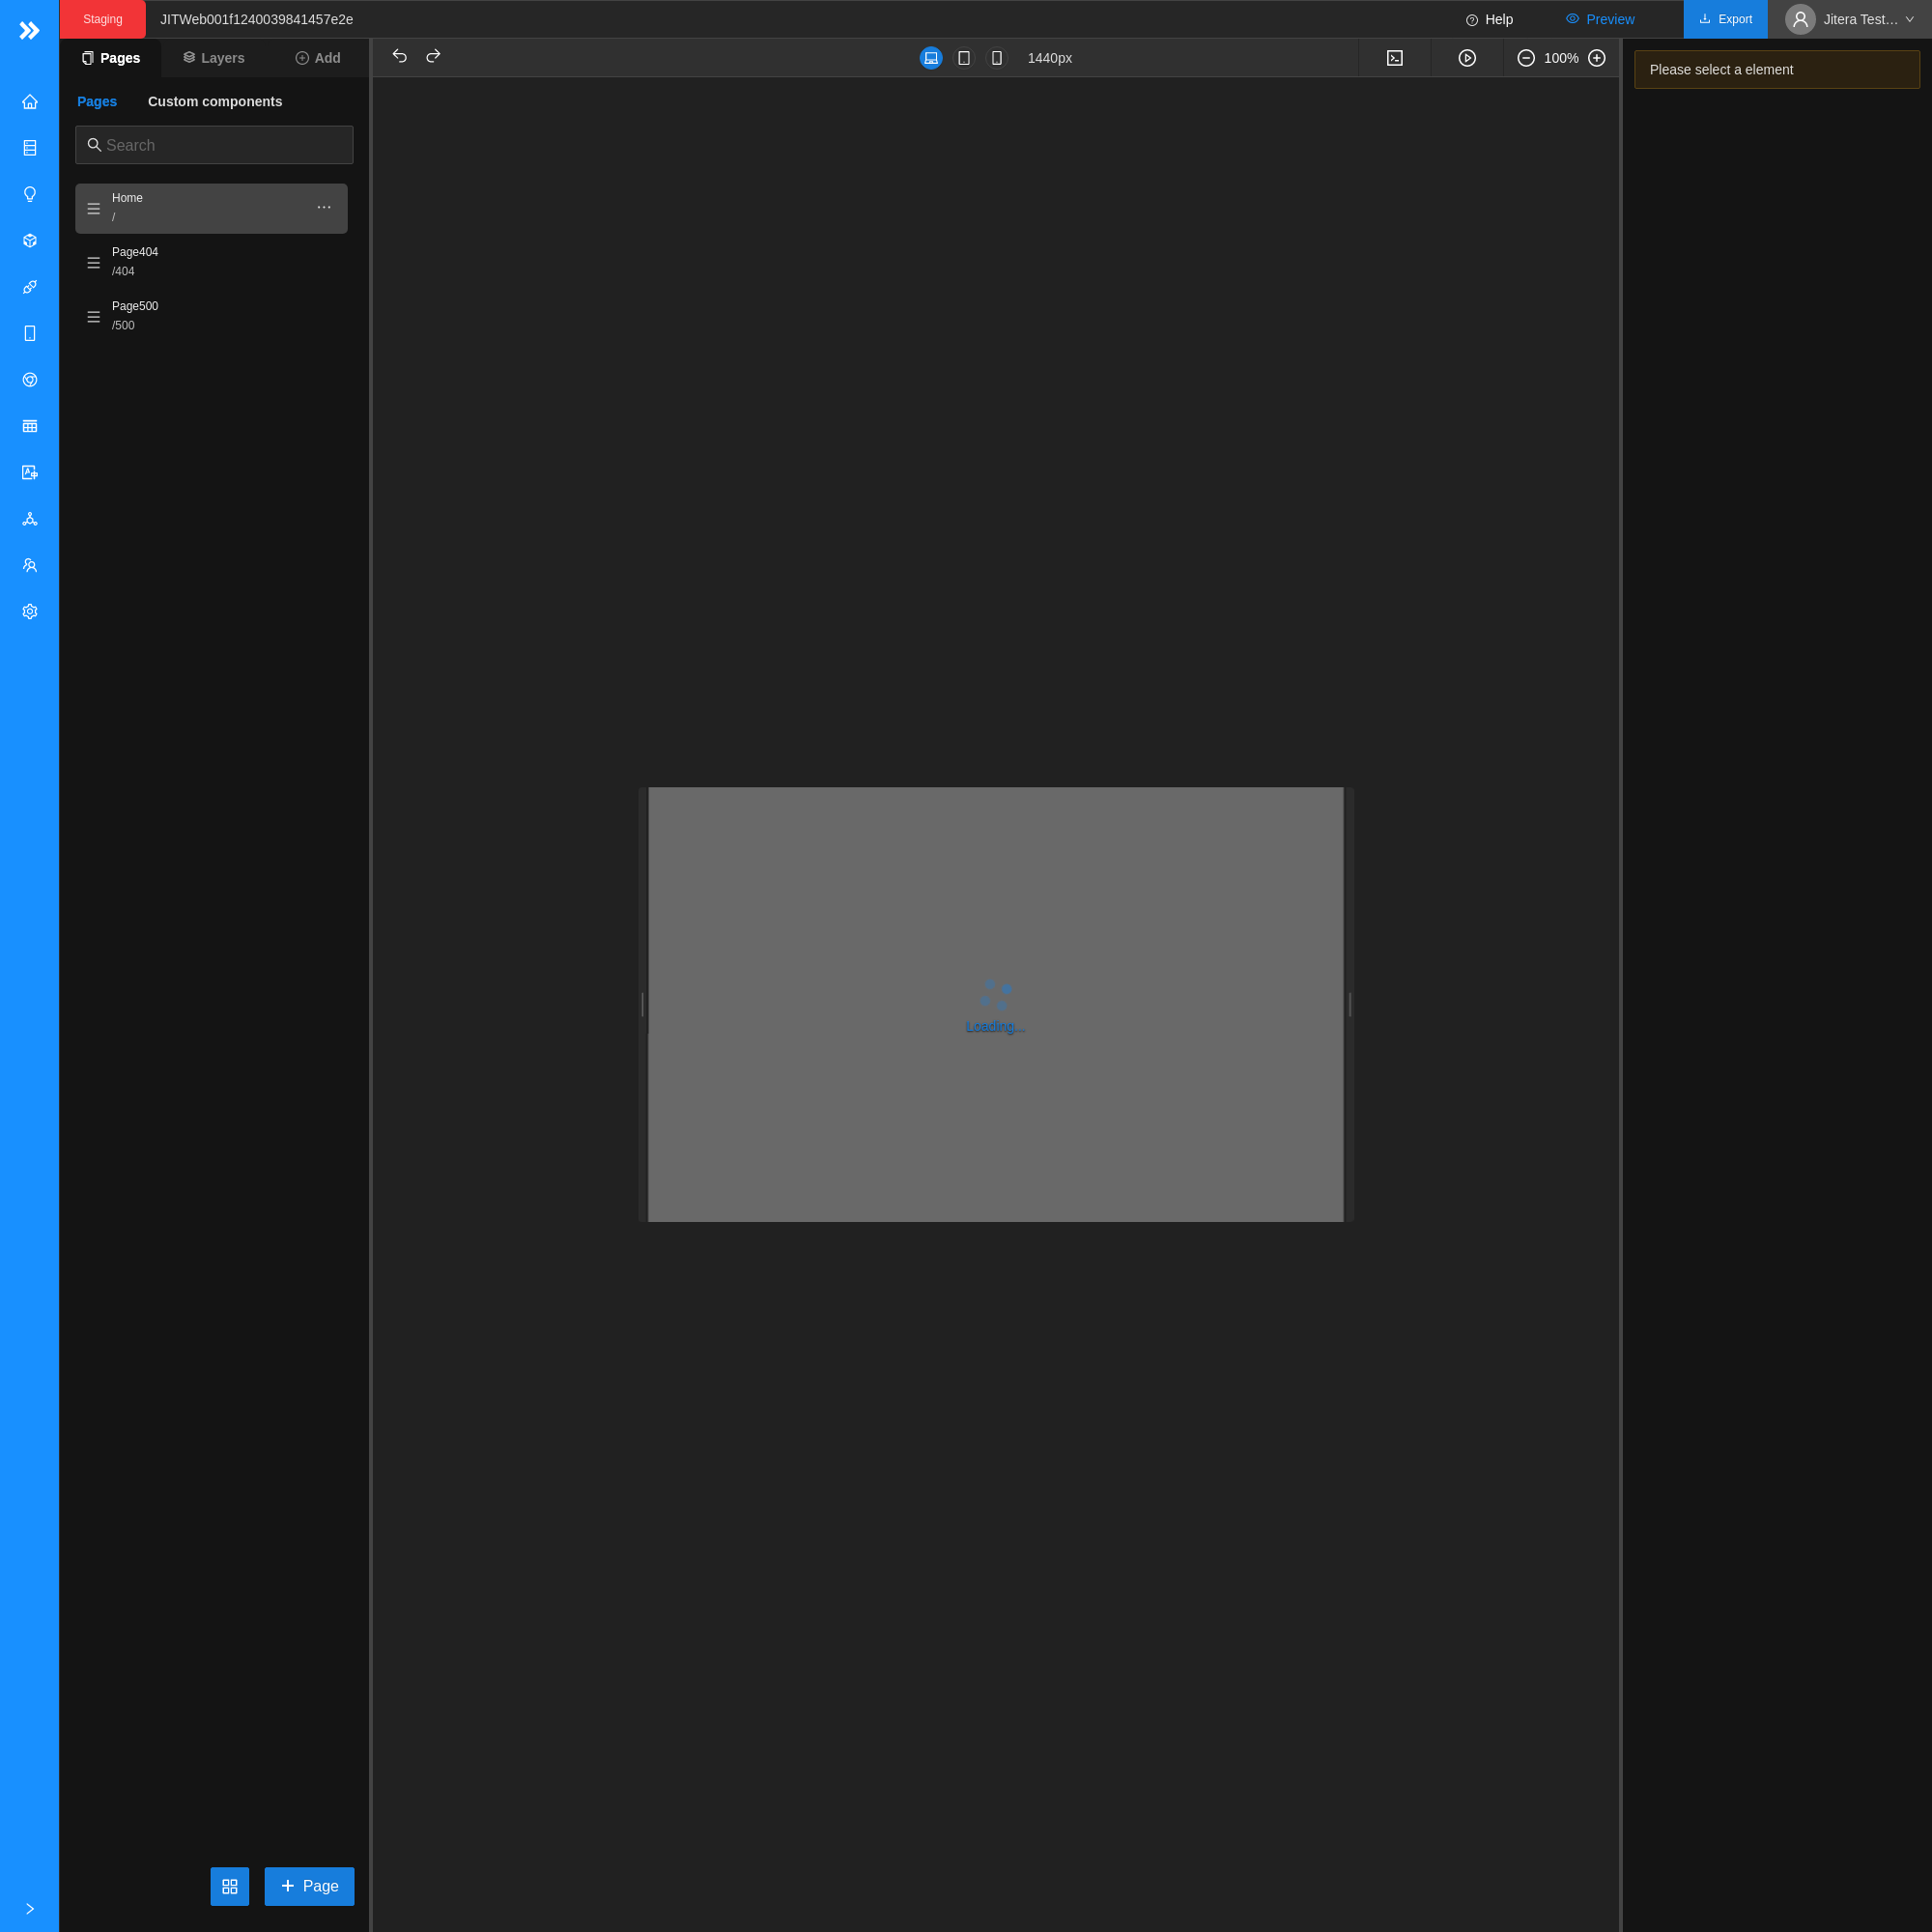 Staging
JITWeb001f1240039841457e2e
Help
Preview
Export
Jitera Test…
Pages
Layers
Add
1440px
100%
Please select a element
Pages
Custom components
Search
Home
/
Page404
/404
Page500
/500
Loading...
Page